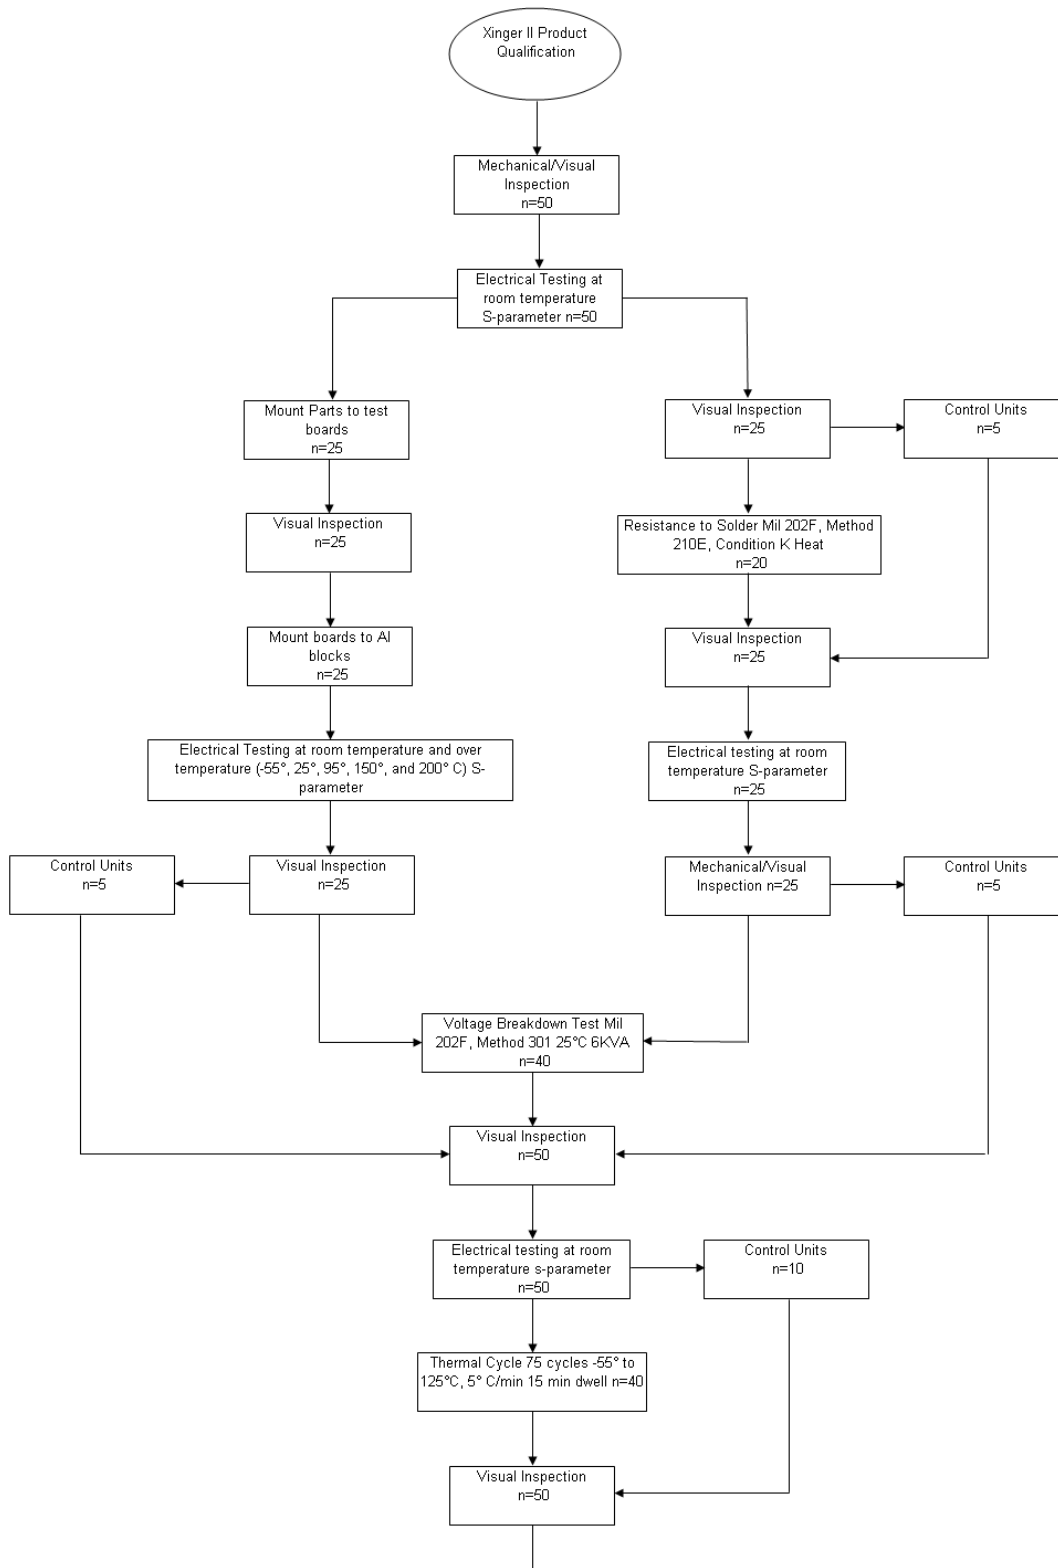 Xinger II Product
Qualification
Mechanical/Visual
Inspection
n=50
Electrical Testing at
room temperature
S-parameter n=50
Mount Parts to test
boards
n=25
Visual Inspection
n=25
Control Units
n=5
Visual Inspection
n=25
Resistance to Solder Mil 202F, Method
210E, Condition K Heat
n=20
Mount boards to Al
blocks
n=25
Visual Inspection
n=25
Electrical Testing at room temperature and over
temperature (-55°, 25°, 95°, 150°, and 200° C) S-
parameter
Electrical testing at room
temperature S-parameter
n=25
Control Units
n=5
Visual Inspection
n=25
Mechanical/Visual
Inspection n=25
Control Units
n=5
Voltage Breakdown Test Mil
202F, Method 301 25°C 6KVA
n=40
Visual Inspection
n=50
Electrical testing at room
temperature s-parameter
n=50
Control Units
n=10
Thermal Cycle 75 cycles -55° to
125°C, 5° C/min 15 min dwell n=40
Visual Inspection
n=50